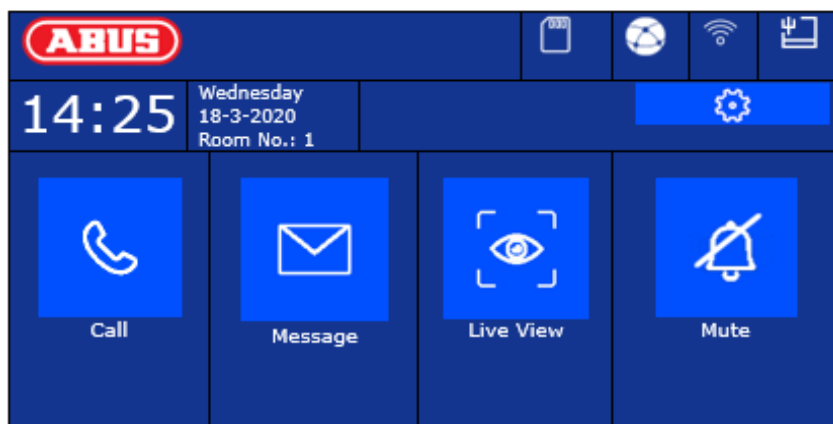 ABUS
14:25
Wednesday
18-3-2020
Room No.: 1
Call
Message
Live View
Mute